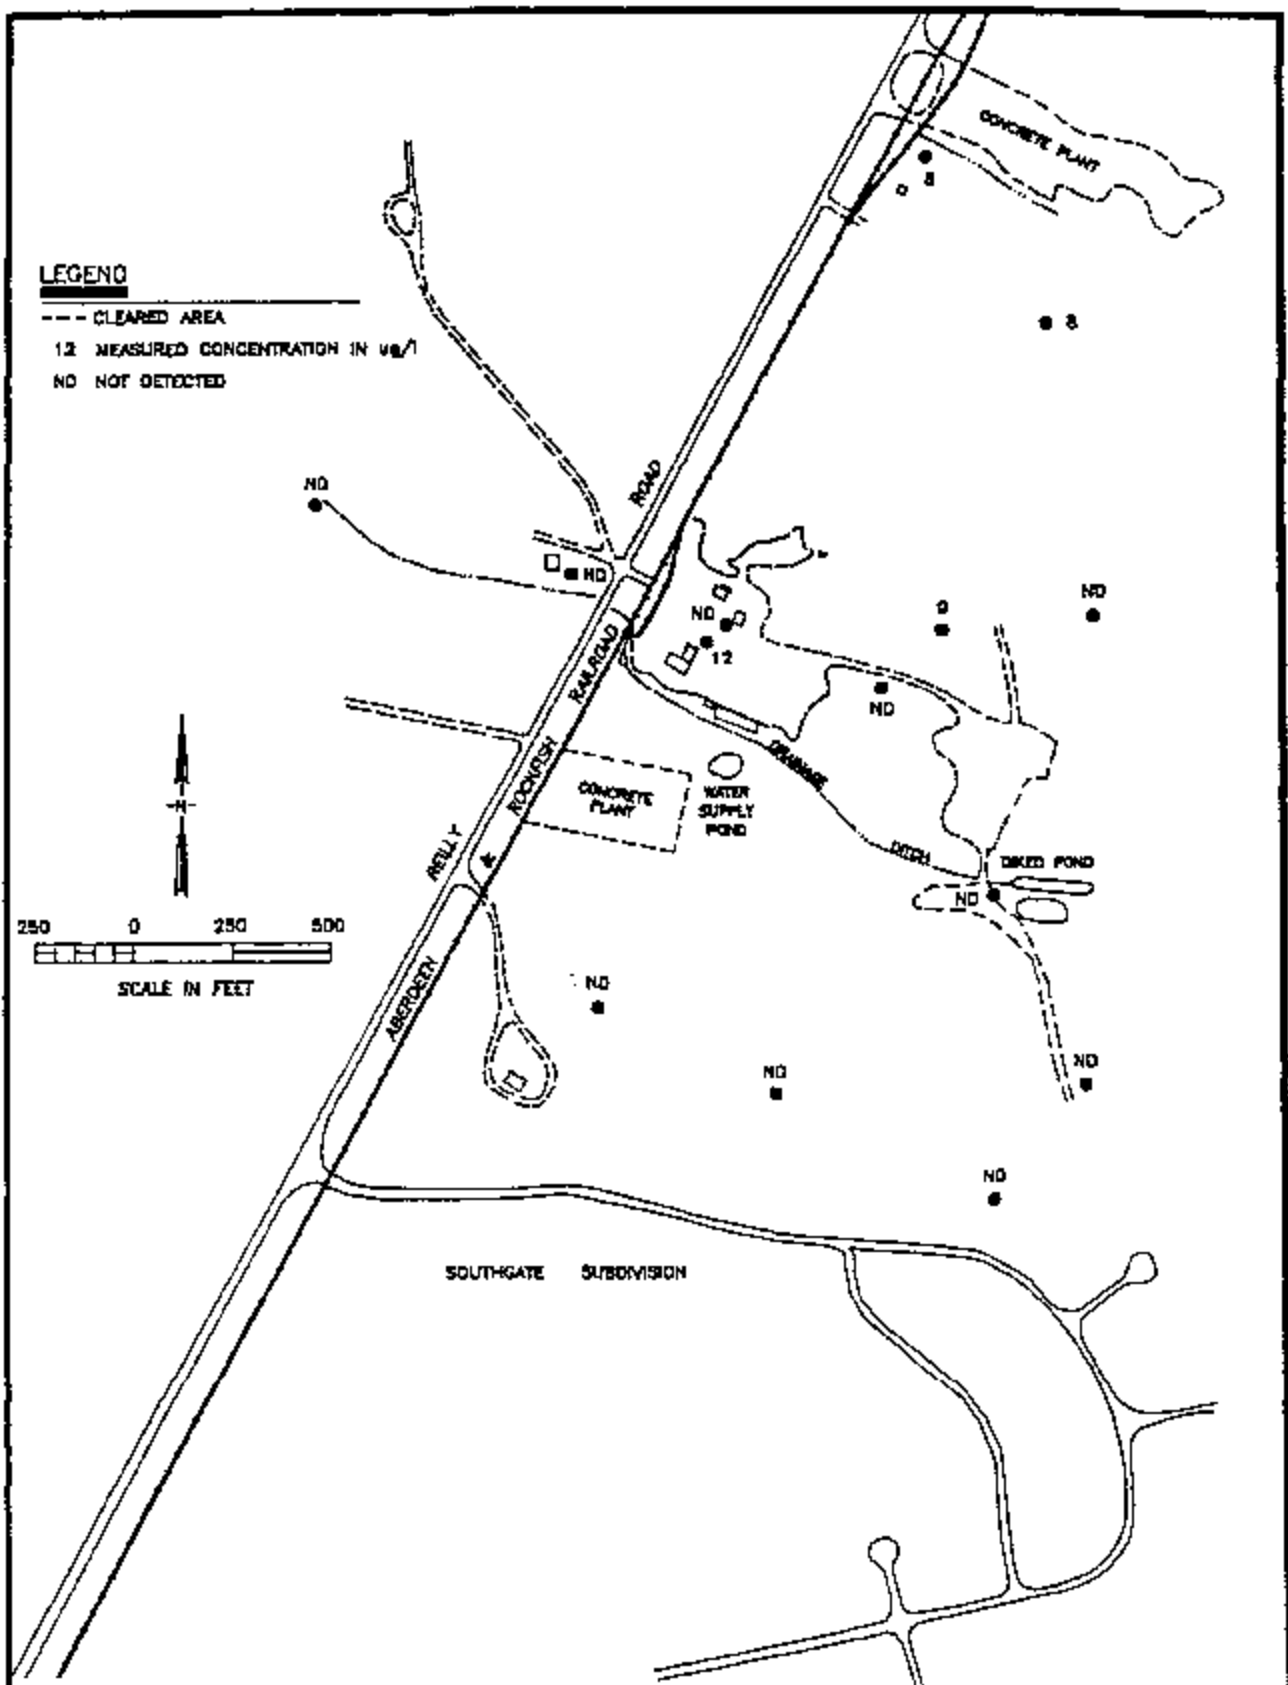 CONCRETE PLANT
8
LEGEND
CLEARED AREA
12 MEASURED CONCENTRATION IN ug/l
ND NOT DETECTED
8
ND
ROAD
ND
ND
ND
9
12
ND
RAILROAD
ROCKFISH
&
ABERDEEN
REILLY
CONCRETE
PLANT
WATER
SUPPLY
POND
DRAINAGE
DITCH
DIKED POND
ND
-N-
250 0 250 500
SCALE IN FEET
ND
ND
ND
ND
SOUTHGATE SUBDIVISION